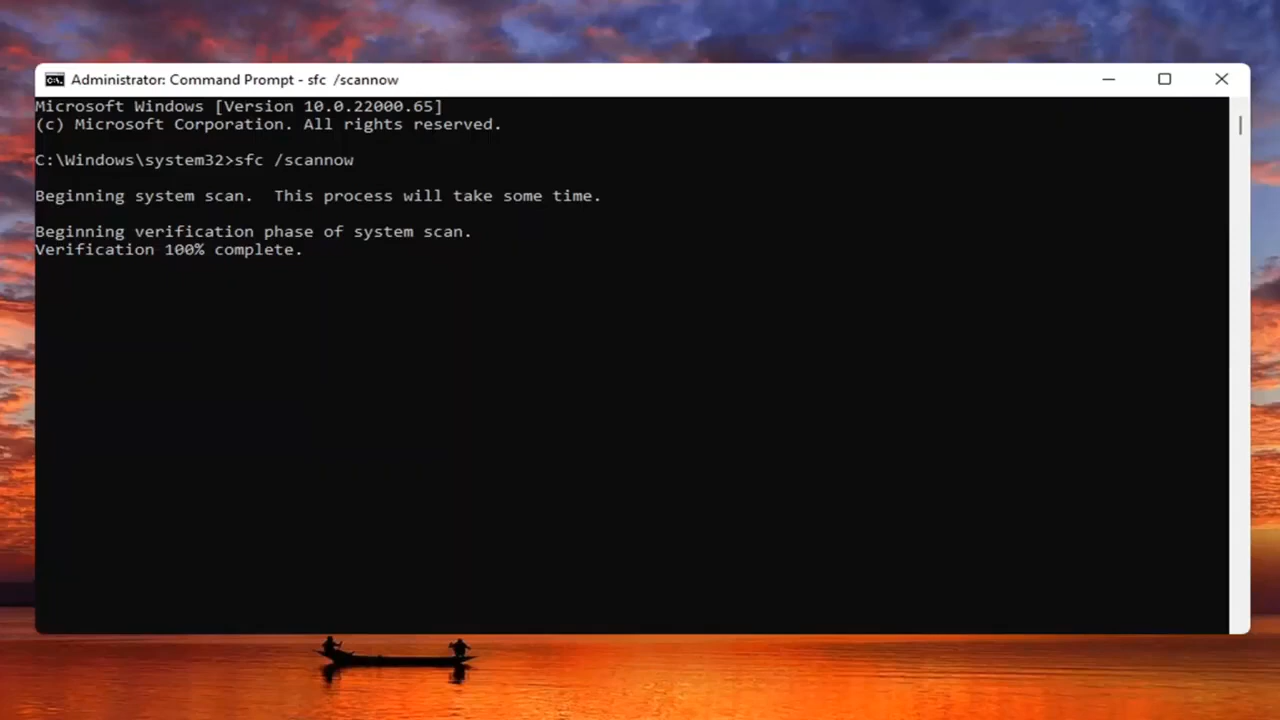 Administrator: Command Prompt - sfc  /scannow
Microsoft Windows [Version 10.0.22000.65]
(c) Microsoft Corporation. All rights reserved.
C:\Windows\system32>sfc /scannow
Beginning system scan.  This process will take some time.
Beginning verification phase of system scan.
Verification 100% complete.